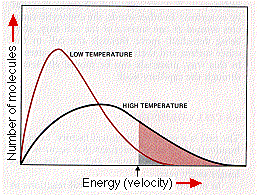 LOW TEMPERATURE
HIGH TEMPERATURE
Number of molecules
Energy (velocity)